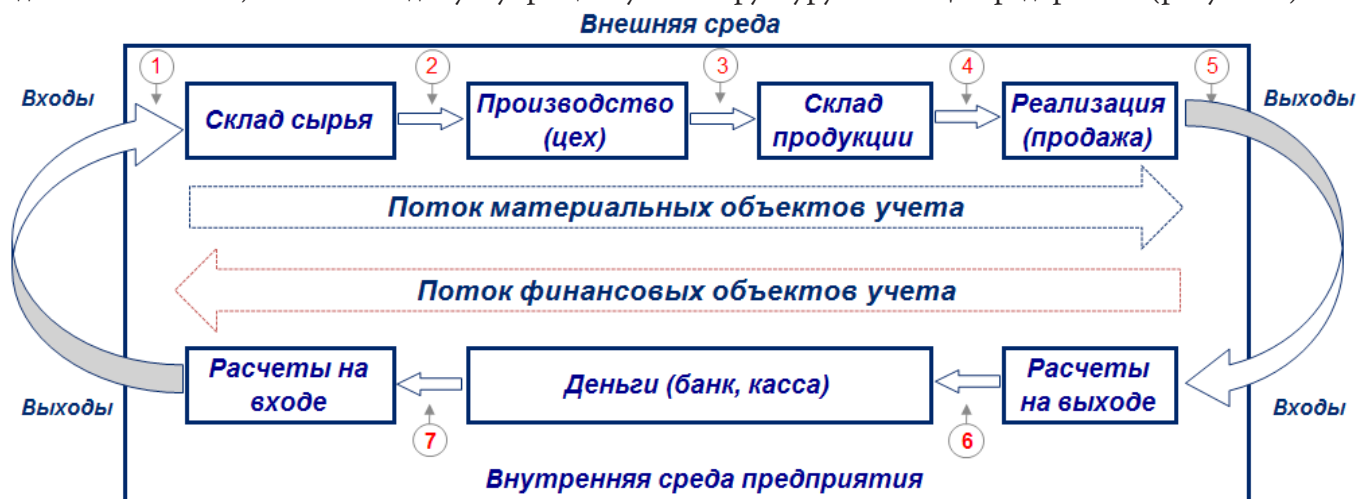 Внешняя среда
1
2
3
4
5
Входы
Выходы
Склад сырья
Производство
(цех)
Склад
продукции
Реализация
(продажа)
Поток материальных объектов учета
Поток финансовых объектов учета
Расчеты на
входе
Деньги (банк, касса)
Расчеты
на выходе
Выходы
Входы
7
6
Внутренняя среда предприятия